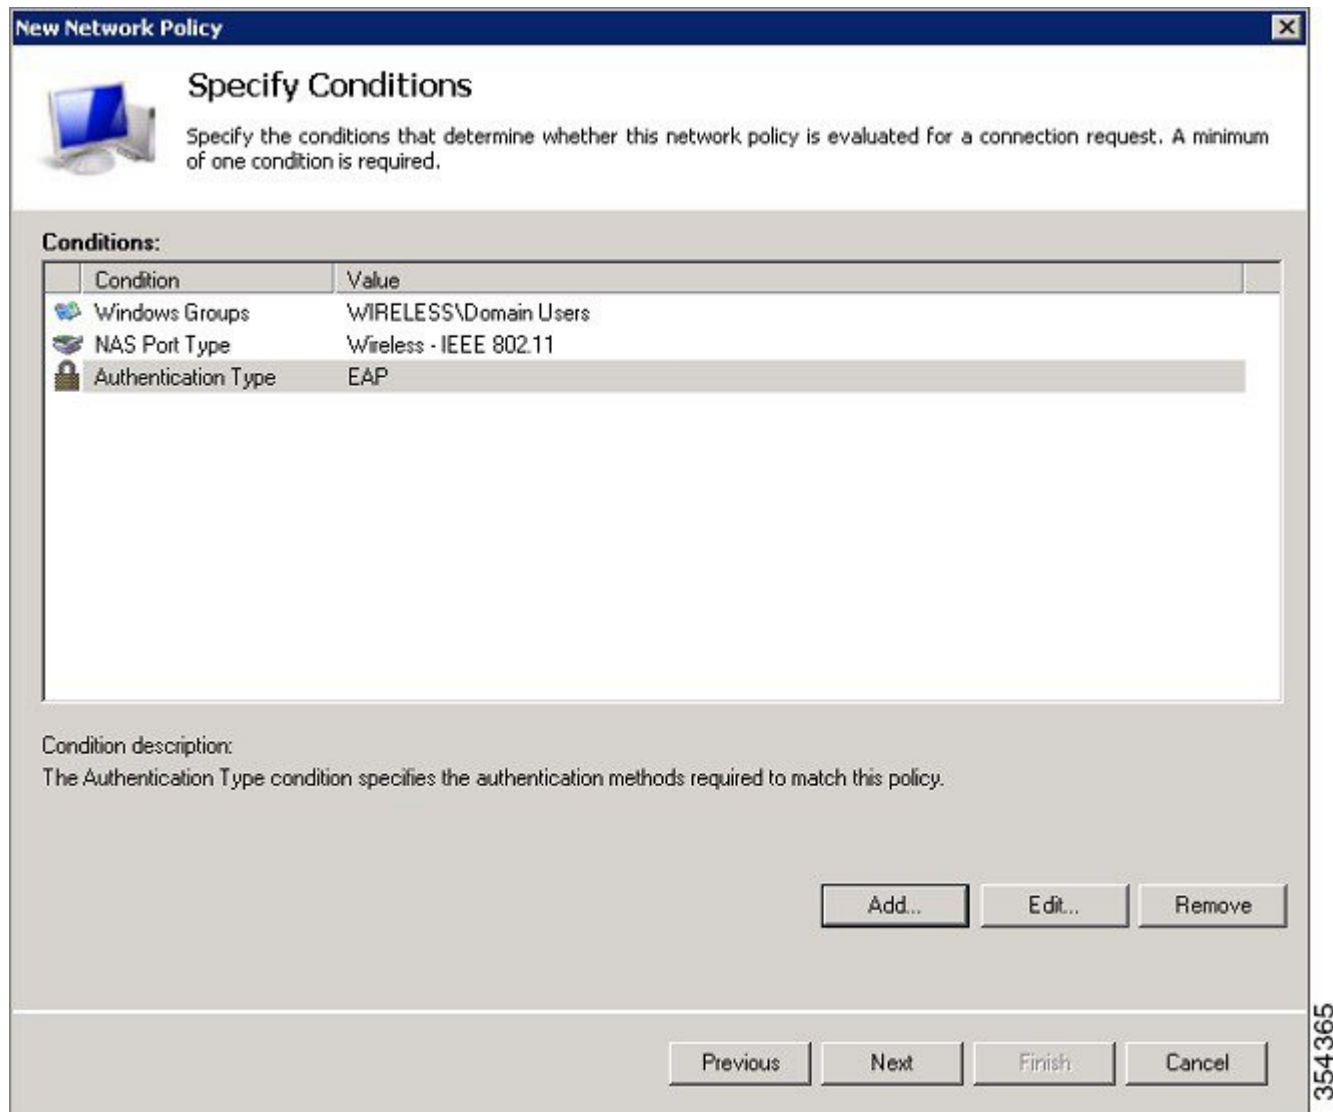 New Network Policy
Specify Conditions
Specify the conditions that determine whether this network policy is evaluated for a connection request. A minimum
of one condition is required.
Conditions:
Condition Value
Windows Groups WIRELESS\Domain Users
NAS Port Type Wireless - IEEE 802.11
Authentication Type EAP
Condition description:
The Authentication Type condition specifies the authentication methods required to match this policy.
Add... Edit... Remove
Previous Next Finish Cancel
354365